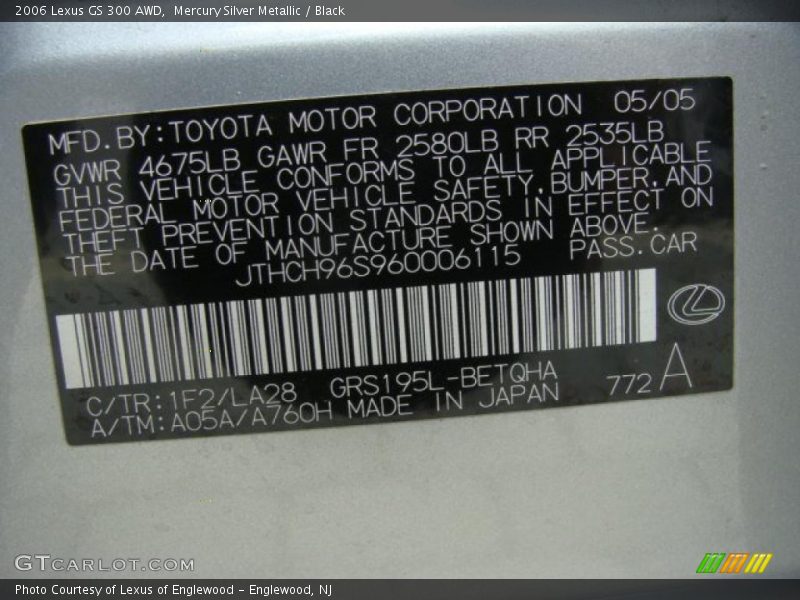 2006 Lexus GS 300 AWD,  Mercury Silver Metallic / Black
MFD.BY:TOYOTA MOTOR CORPORATION 05/05
GVWR 4675LB GAWR FR 2580LB RR 2535LB
THIS VEHICLE CONFORMS TO ALL APPLICABLE
FEDERAL MOTOR VEHICLE SAFETY,BUMPER,AND
THEFT PREVENTION STANDARDS IN EFFECT ON
THE DATE OF MANUFACTURE SHOWN ABOVE.
JTHCH96S960006115 PASS.CAR
C/TR:1F2/LA28 GRS195L-BETQHA
A/TM:A05A/A760H MADE IN JAPAN 772A
GTCARLOT.COM
Photo Courtesy of Lexus of Englewood – Englewood, NJ